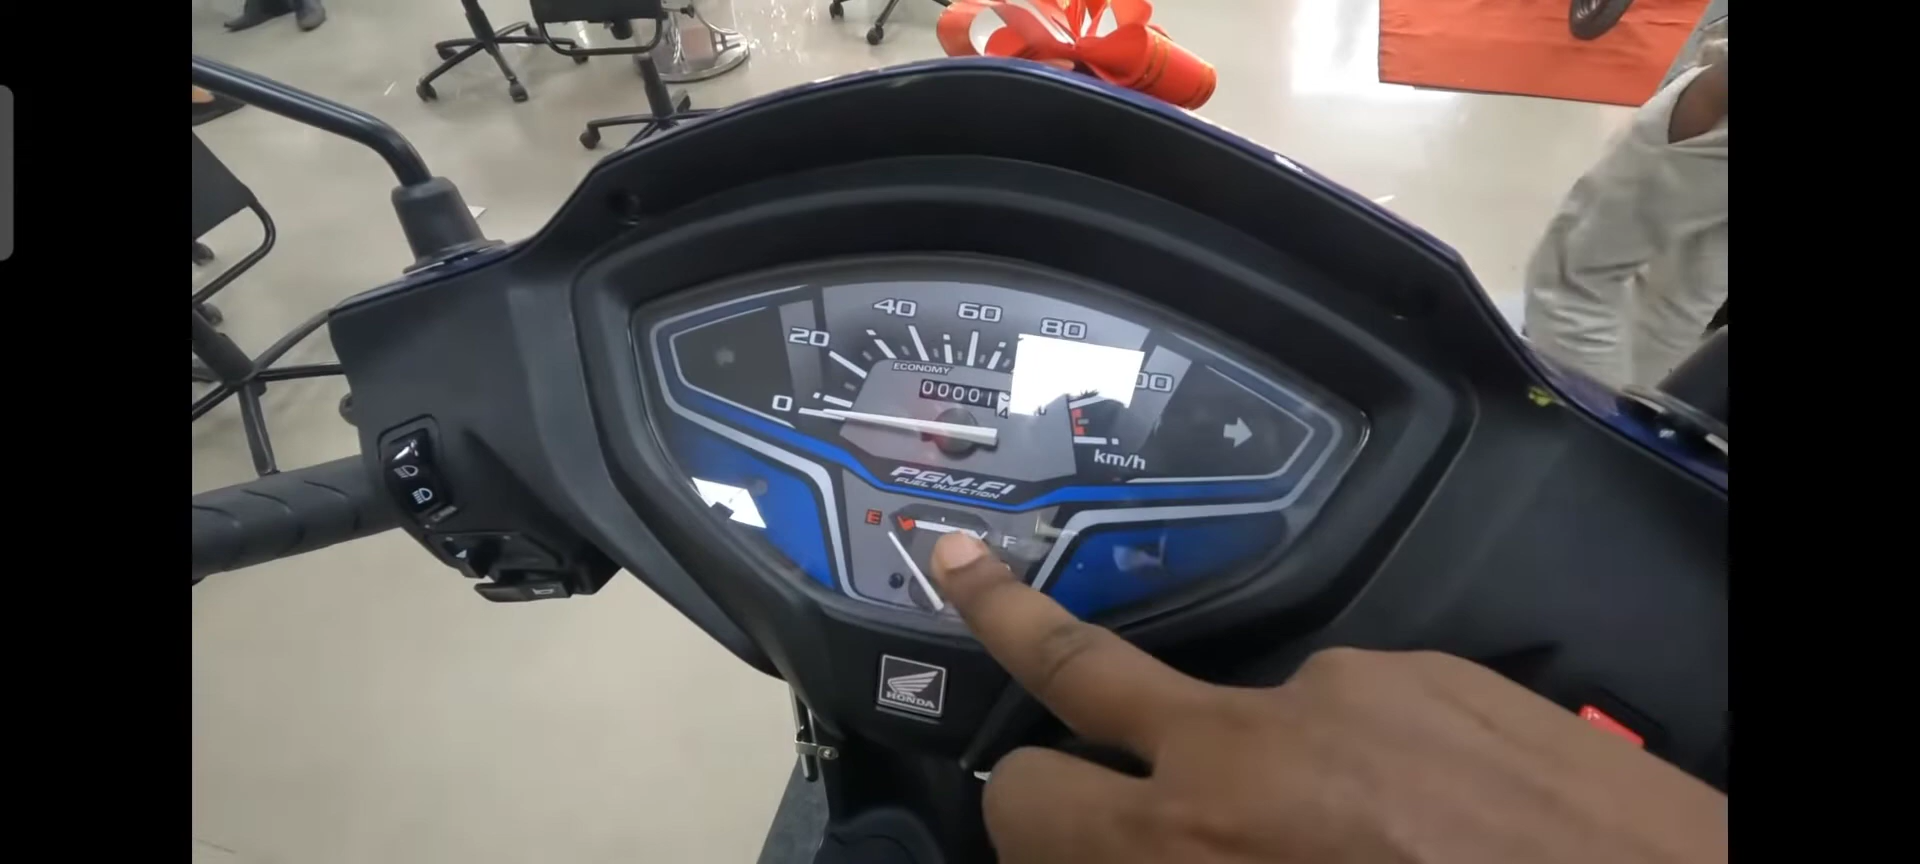 20 40 60 80
0
ECONOMY
00001
km/h
PGM-FI
FUEL INJECTION
E F
HONDA